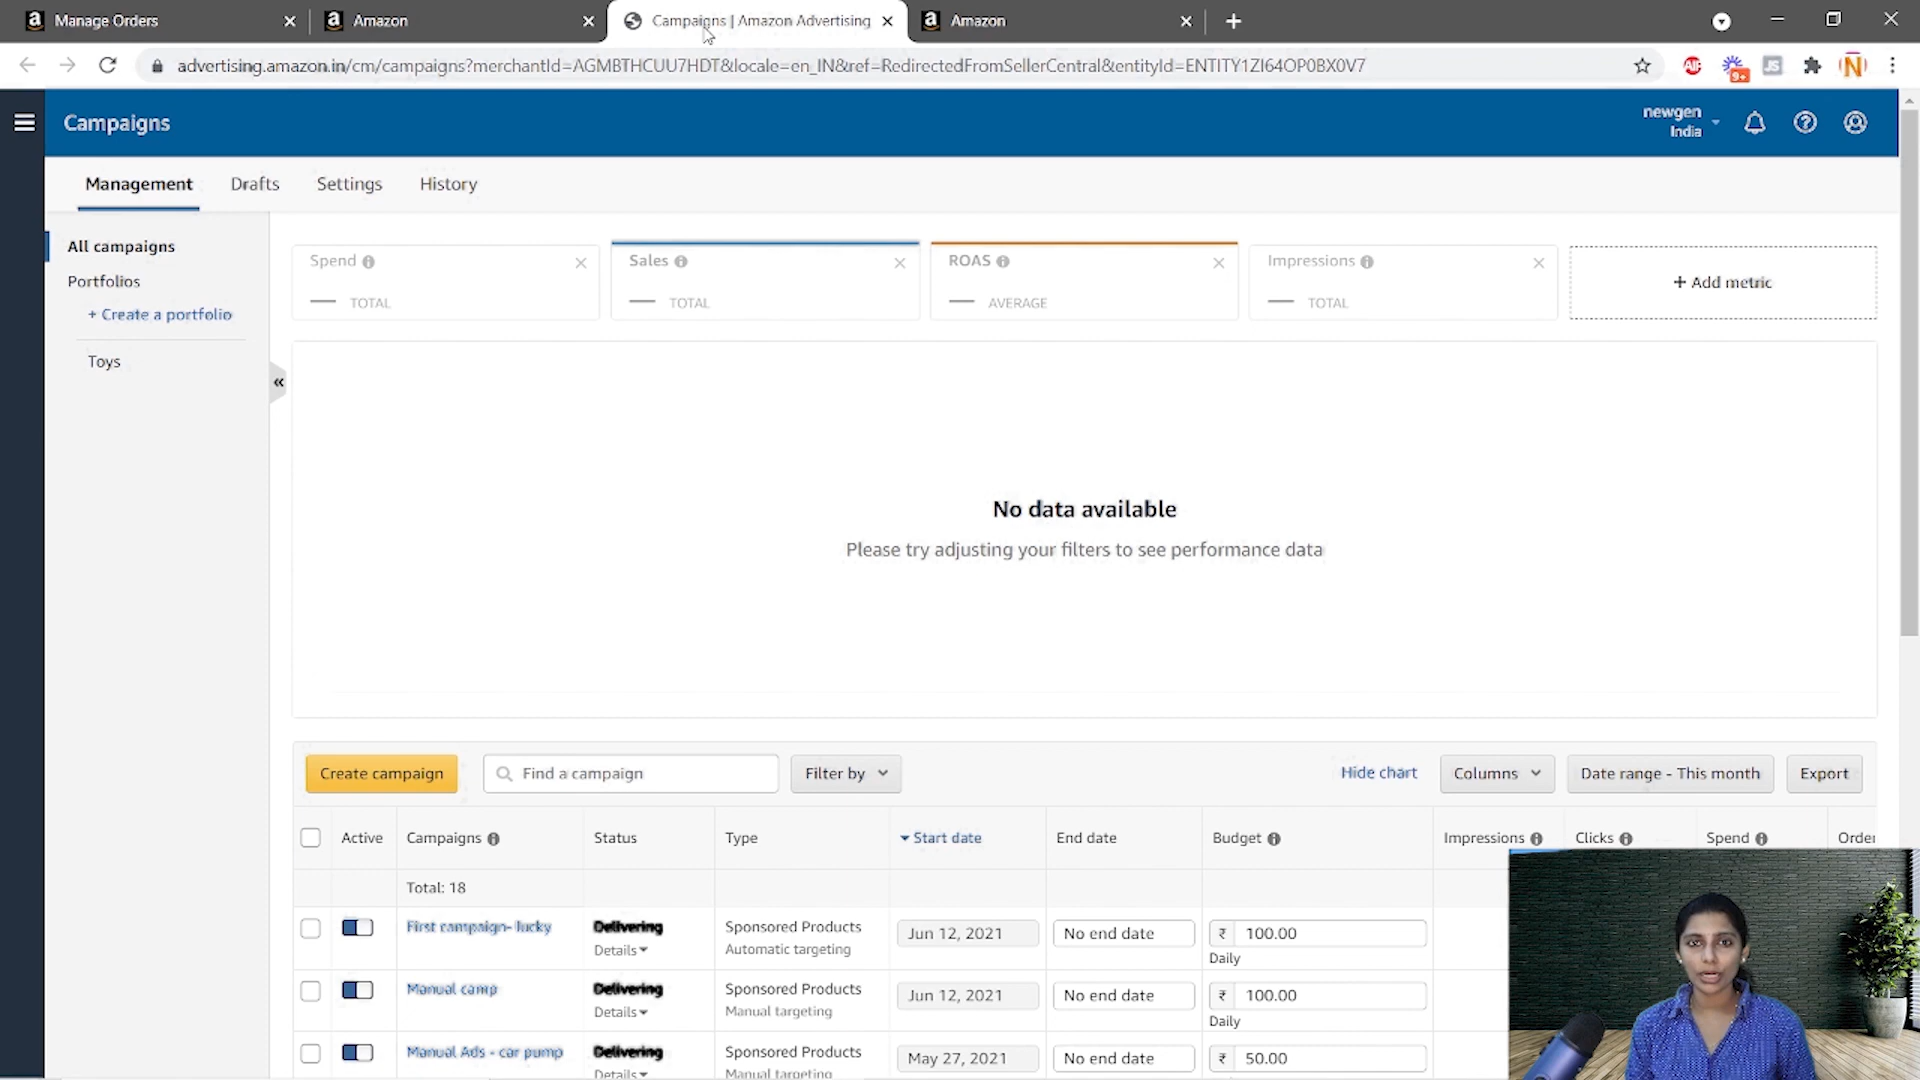 Manage Orders
Amazon
Campaigns | Amazon Advertising
Amazon
advertising.amazon.in/cm/campaigns?merchantId=AGMBTHCUU7HDT&locale=en_IN&ref=RedirectedFromSellerCentral&entityId=ENTITY1ZI64OP0BX0V7
9+
JS
N
Campaigns
newgen
India
Management Drafts Settings History
All campaigns
Portfolios
+ Create a portfolio
Toys
Spend
TOTAL
Sales
TOTAL
ROAS
AVERAGE
Impressions
TOTAL
+ Add metric
No data available
Please try adjusting your filters to see performance data
Create campaign Find a campaign Filter by Hide chart Columns Date range - This month Export
Active Campaigns Status Type Start date End date Budget Impressions Clicks Spend Order
Total: 18
First campaign- lucky Delivering Sponsored Products Jun 12, 2021 No end date ₹ 100.00
Details Automatic targeting Daily
Manual camp Delivering Sponsored Products Jun 12, 2021 No end date ₹ 100.00
Details Manual targeting Daily
Manual Ads - car pump Delivering Sponsored Products May 27, 2021 No end date ₹ 50.00
Details Manual targeting